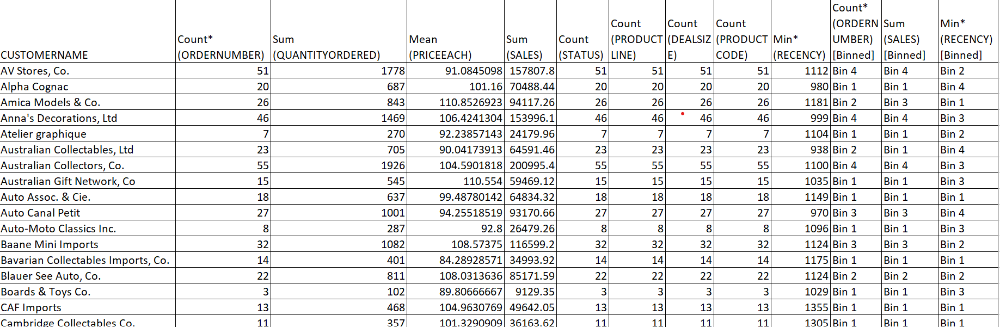 CUSTOMERNAME Count* (ORDERNUMBER) Sum (QUANTITYORDERED) Mean (PRICEEACH) Sum (SALES) Count (STATUS) Count (PRODUCT LINE) Count (DEALSIZ E) Count (PRODUCT CODE) Min* (RECENCY) Count* (ORDERN UMBER) [Binned] Sum (SALES) [Binned] Min* (RECENCY) [Binned]
AV Stores, Co. 51 1778 91.0845098 157807.8 51 51 51 51 1112 Bin 4 Bin 4 Bin 2
Alpha Cognac 20 687 101.16 70488.44 20 20 20 20 980 Bin 1 Bin 1 Bin 4
Amica Models & Co. 26 843 110.8526923 94117.26 26 26 26 26 1181 Bin 2 Bin 3 Bin 1
Anna's Decorations, Ltd 46 1469 106.4241304 153996.1 46 46 46 46 999 Bin 4 Bin 4 Bin 3
Atelier graphique 7 270 92.23857143 24179.96 7 7 7 7 1104 Bin 1 Bin 1 Bin 2
Australian Collectables, Ltd 23 705 90.04173913 64591.46 23 23 23 23 938 Bin 2 Bin 1 Bin 4
Australian Collectors, Co. 55 1926 104.5901818 200995.4 55 55 55 55 1100 Bin 4 Bin 4 Bin 3
Australian Gift Network, Co 15 545 110.554 59469.12 15 15 15 15 1035 Bin 1 Bin 1 Bin 3
Auto Assoc. & Cie. 18 637 99.48780142 64834.32 18 18 18 18 1149 Bin 1 Bin 1 Bin 1
Auto Canal Petit 27 1001 94.25518519 93170.66 27 27 27 27 970 Bin 3 Bin 3 Bin 4
Auto-Moto Classics Inc. 8 287 92.8 26479.26 8 8 8 8 1096 Bin 1 Bin 1 Bin 3
Baane Mini Imports 32 1082 108.57375 116599.2 32 32 32 32 1124 Bin 3 Bin 3 Bin 2
Bavarian Collectables Imports, Co. 14 401 84.28928571 34993.92 14 14 14 14 1175 Bin 1 Bin 1 Bin 1
Blauer See Auto, Co. 22 811 108.0313636 85171.59 22 22 22 22 1124 Bin 2 Bin 2 Bin 2
Boards & Toys Co. 3 102 89.80666667 9129.35 3 3 3 3 1029 Bin 1 Bin 1 Bin 3
CAF Imports 13 468 104.9630769 49642.05 13 13 13 13 1355 Bin 1 Bin 1 Bin 1
Cambridge Collectables Co. 11 357 101.3290909 36163.62 11 11 11 11 1305 Bin 1 Bin 1 Bin 1